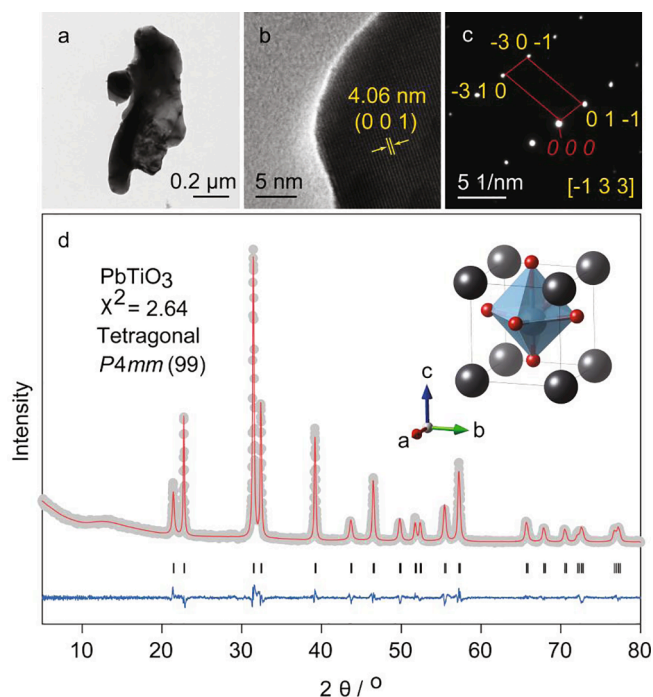 a
0.2 μm
b
4.06 nm
(0 0 1)
5 nm
c
-3 0 -1
-3 1 0
0 1 -1
0 0 0
5 1/nm
[-1 3 3]
d
PbTiO3
X² = 2.64
Tetragonal
P4mm (99)
c
a
b
Intensity
10 20 30 40 50 60 70 80
2 θ / °